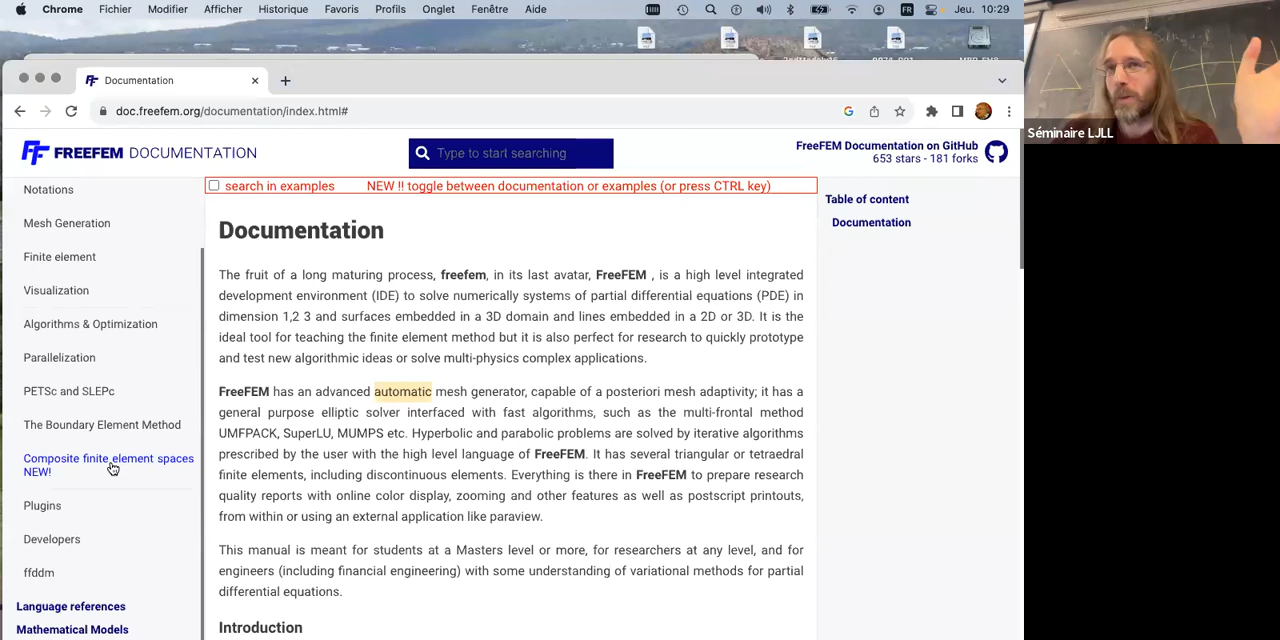 Chrome Fichier Modifier Afficher Historique Favoris Profils Onglet Fenêtre Aide FR Jeu. 10:29
Documentation
doc.freefem.org/documentation/index.html#
FREEFEM DOCUMENTATION
Type to start searching
FreeFEM Documentation on GitHub
653 stars - 181 forks
Séminaire LJLL
Notations
Mesh Generation
Finite element
Visualization
Algorithms & Optimization
Parallelization
PETSc and SLEPc
The Boundary Element Method
Composite finite element spaces
NEW!
Plugins
Developers
ffddm
Language references
Mathematical Models
search in examples NEW !! toggle between documentation or examples (or press CTRL key)
Documentation
The fruit of a long maturing process, freefem, in its last avatar, FreeFEM , is a high level integrated
development environment (IDE) to solve numerically systems of partial differential equations (PDE) in
dimension 1,2 3 and surfaces embedded in a 3D domain and lines embedded in a 2D or 3D. It is the
ideal tool for teaching the finite element method but it is also perfect for research to quickly prototype
and test new algorithmic ideas or solve multi-physics complex applications.
FreeFEM has an advanced automatic mesh generator, capable of a posteriori mesh adaptivity; it has a
general purpose elliptic solver interfaced with fast algorithms, such as the multi-frontal method
UMFPACK, SuperLU, MUMPS etc. Hyperbolic and parabolic problems are solved by iterative algorithms
prescribed by the user with the high level language of FreeFEM. It has several triangular or tetraedral
finite elements, including discontinuous elements. Everything is there in FreeFEM to prepare research
quality reports with online color display, zooming and other features as well as postscript printouts,
from within or using an external application like paraview.
This manual is meant for students at a Masters level or more, for researchers at any level, and for
engineers (including financial engineering) with some understanding of variational methods for partial
differential equations.
Introduction
Table of content
Documentation